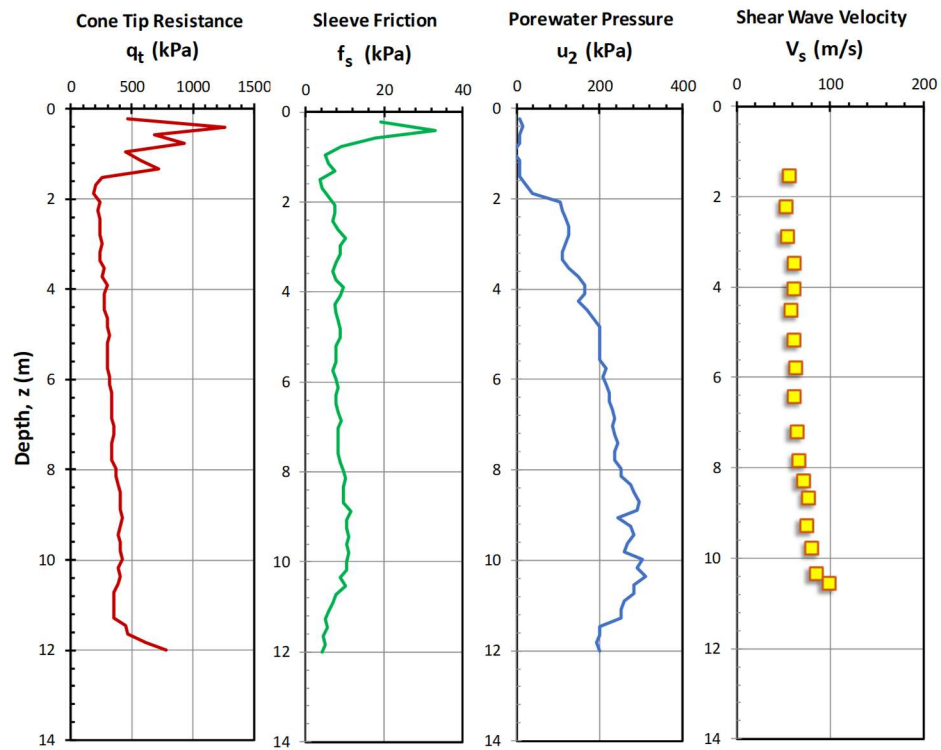 Cone Tip Resistance
qt (kPa)
0 500 1000 1500
0
2
4
6
8
10
12
14
Depth, z (m)
Sleeve Friction
fs (kPa)
0 20 40
0
2
4
6
8
10
12
14
Porewater Pressure
u2 (kPa)
0 200 400
0
2
4
6
8
10
12
14
Shear Wave Velocity
Vs (m/s)
0 100 200
0
2
4
6
8
10
12
14